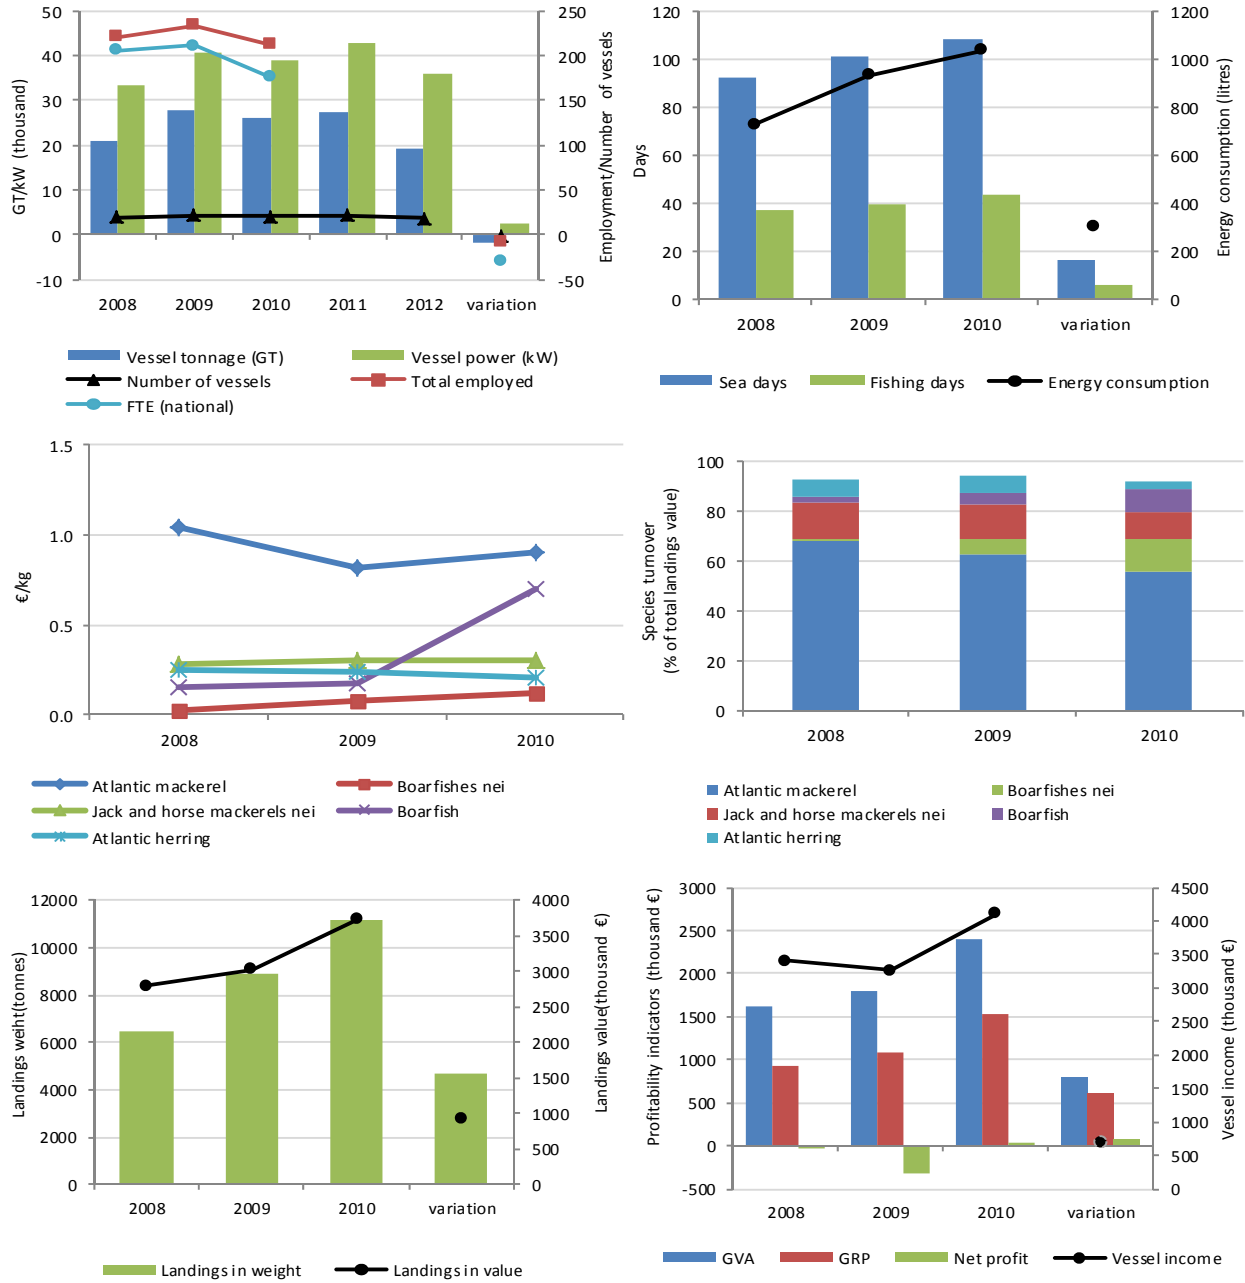 GT/kW (thousand)
50
40
30
20
10
0
-10
250
200
150
100
50
0
-50
Employment/Number of vessels
2008 2009 2010 2011 2012 variation
Vessel tonnage (GT) Vessel power (kW)
Number of vessels Total employed
FTE (national)
Days
120
100
80
60
40
20
0
1200
1000
800
600
400
200
0
Energy consumption (litres)
2008 2009 2010 variation
Sea days Fishing days Energy consumption
€/kg
1.5
1.0
0.5
0.0
2008 2009 2010
Atlantic mackerel Boarfishes nei
Jack and horse mackerels nei Boarfish
Atlantic herring
Species turnover
(% of total landings value)
100
80
60
40
20
0
2008 2009 2010
Atlantic mackerel Boarfishes nei
Jack and horse mackerels nei Boarfish
Atlantic herring
Landings weiht(tonnes)
12000
10000
8000
6000
4000
2000
0
4000
3500
3000
2500
2000
1500
1000
500
0
Landings value(thousand €)
2008 2009 2010 variation
Landings in weight Landings in value
Profitability indicators (thousand €)
3000
2500
2000
1500
1000
500
0
-500
4500
4000
3500
3000
2500
2000
1500
1000
500
0
Vessel income (thousand €)
2008 2009 2010 variation
GVA GRP Net profit Vessel income